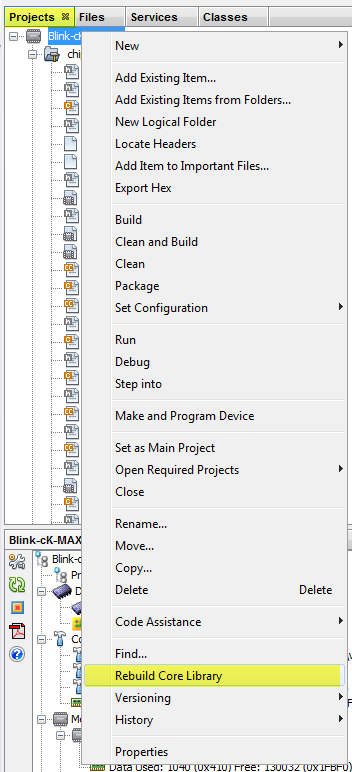 Projects Files Services Classes
Blink-c
chi
New
Add Existing Item...
Add Existing Items from Folders...
New Logical Folder
Locate Headers
Add Item to Important Files...
Export Hex
Build
Clean and Build
Clean
Package
Set Configuration
Run
Debug
Step into
Make and Program Device
Set as Main Project
Open Required Projects
Close
Rename...
Move...
Copy...
Delete Delete
Code Assistance
Find...
Rebuild Core Library
Versioning
History
Properties
Blink-cK-MAX
Blink-c
Pr
D
Co
Me
Data Used: 1040 (0x410) Free: 130032 (0x1FBF0)